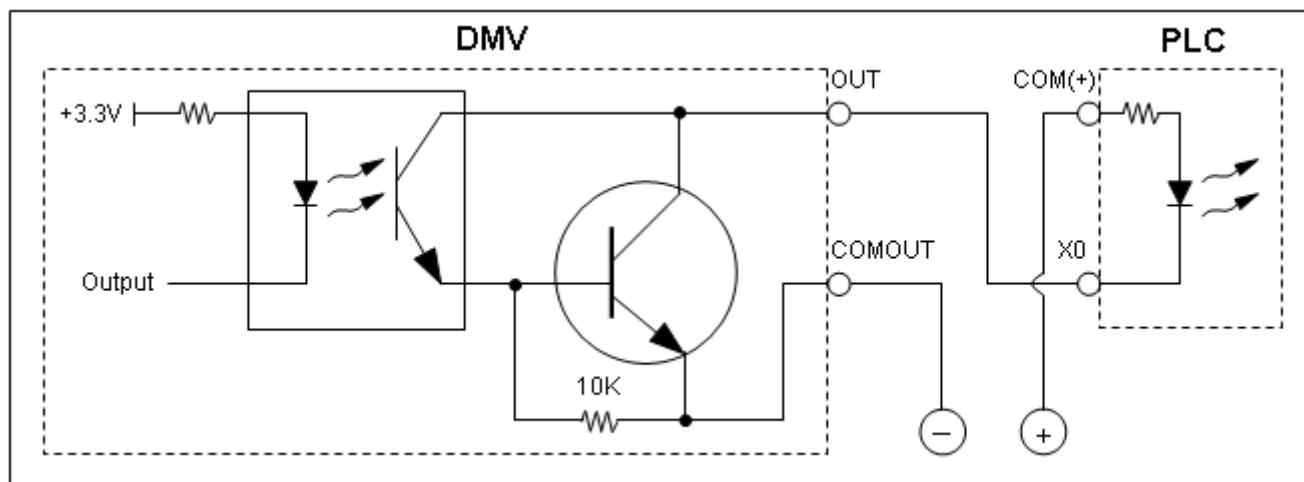 DMV
PLC
+3.3V
OUT
COM(+)
Output
COMOUT
X0
10K
−
+